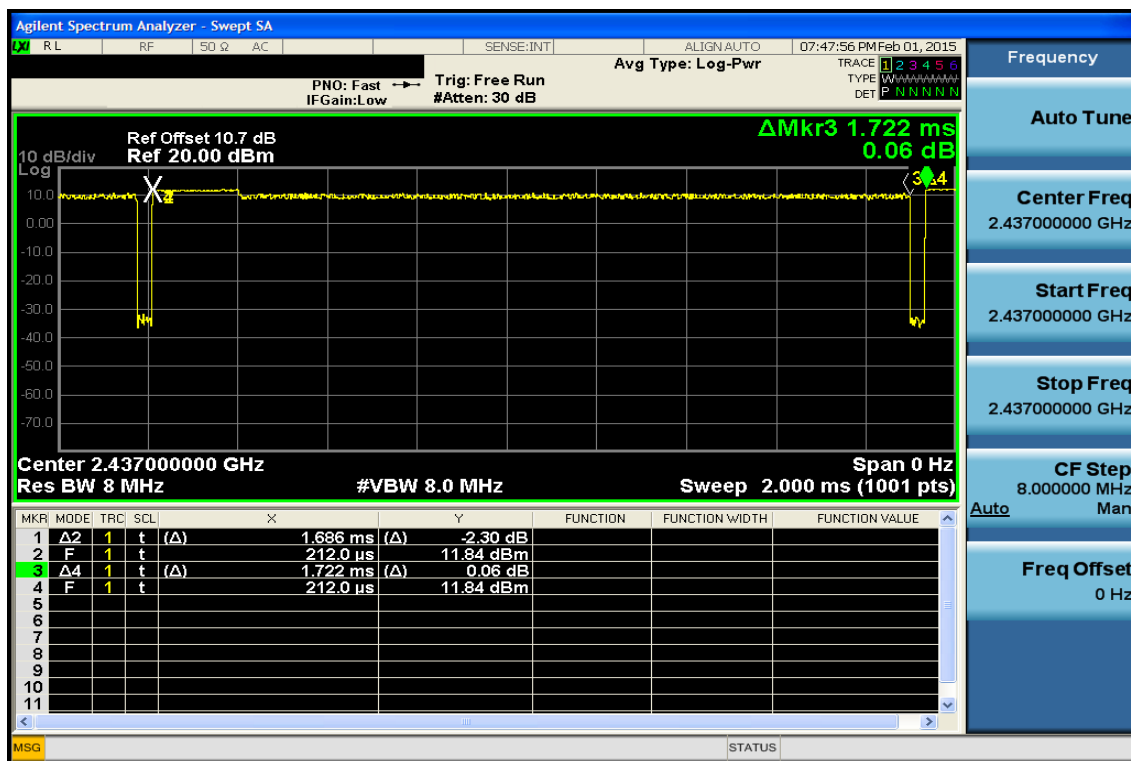 Agilent Spectrum Analyzer - Swept SA
LXI RL RF 50 Ω AC SENSE:INT ALIGN AUTO 07:47:56 PM Feb 01, 2015
Avg Type: Log-Pwr TRACE 1 2 3 4 5 6
PNO: Fast Trig: Free Run TYPE WWWWWW
IFGain:Low #Atten: 30 dB DET P N N N N N
ΔMkr3 1.722 ms
0.06 dB
Ref Offset 10.7 dB
10 dB/div Ref 20.00 dBm
Log
10.0
0.00
-10.0
-20.0
-30.0
-40.0
-50.0
-60.0
-70.0
X 2 3Δ4
Center 2.437000000 GHz Span 0 Hz
Res BW 8 MHz #VBW 8.0 MHz Sweep 2.000 ms (1001 pts)
MKR MODE TRC SCL X Y FUNCTION FUNCTION WIDTH FUNCTION VALUE
1 Δ2 1 t (Δ) 1.686 ms (Δ) -2.30 dB
2 F 1 t 212.0 µs 11.84 dBm
3 Δ4 1 t (Δ) 1.722 ms (Δ) 0.06 dB
4 F 1 t 212.0 µs 11.84 dBm
5
6
7
8
9
10
11
MSG STATUS
Frequency
Auto Tune
Center Freq
2.437000000 GHz
Start Freq
2.437000000 GHz
Stop Freq
2.437000000 GHz
CF Step
8.000000 MHz
Auto Man
Freq Offset
0 Hz